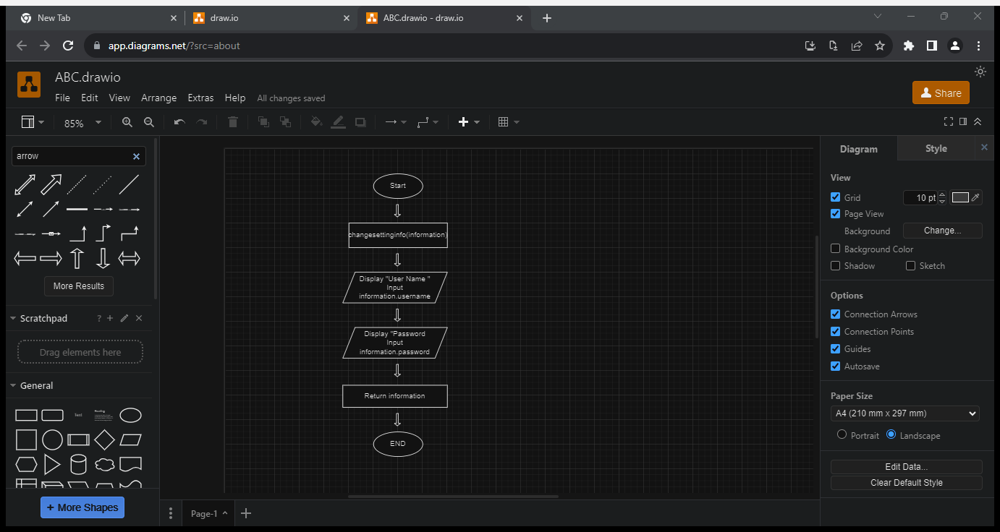 New Tab
draw.io
ABC.drawio - draw.io
app.diagrams.net/?src=about
ABC.drawio
File Edit View Arrange Extras Help All changes saved
Share
85%
arrow
More Results
Scratchpad
?
Drag elements here
General
Text
Heading
+ More Shapes
Start
changesettinginfo(information)
Display "User Name "
Input
information.username
Display "Password
Input
information.password
Return information
END
Page-1
Diagram Style
View
Grid 10 pt
Page View
Background Change...
Background Color
Shadow Sketch
Options
Connection Arrows
Connection Points
Guides
Autosave
Paper Size
A4 (210 mm x 297 mm)
Portrait Landscape
Edit Data...
Clear Default Style